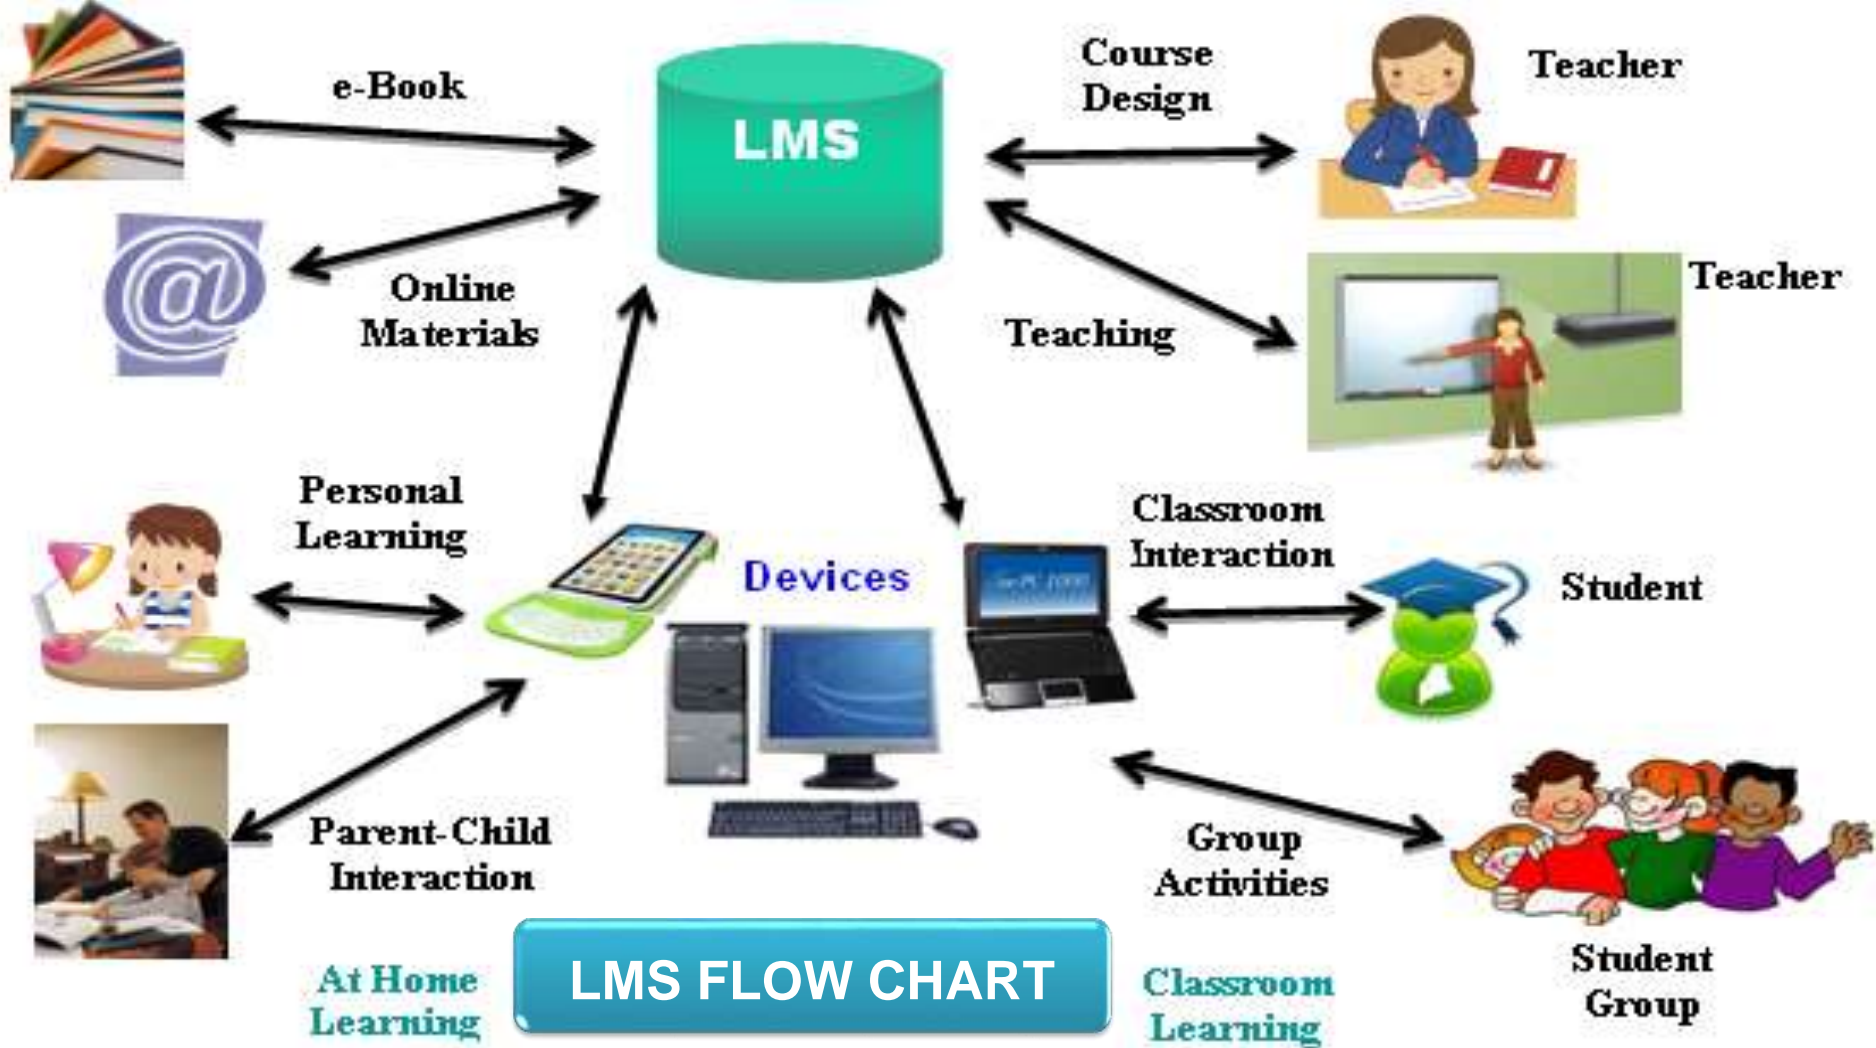 e-Book
LMS
Course
Design
Teacher
Online
Materials
Teaching
Teacher
Personal
Learning
Devices
Classroom
Interaction
Student
Parent-Child
Interaction
Group
Activities
Student
Group
At Home
Learning
LMS FLOW CHART
Classroom
Learning